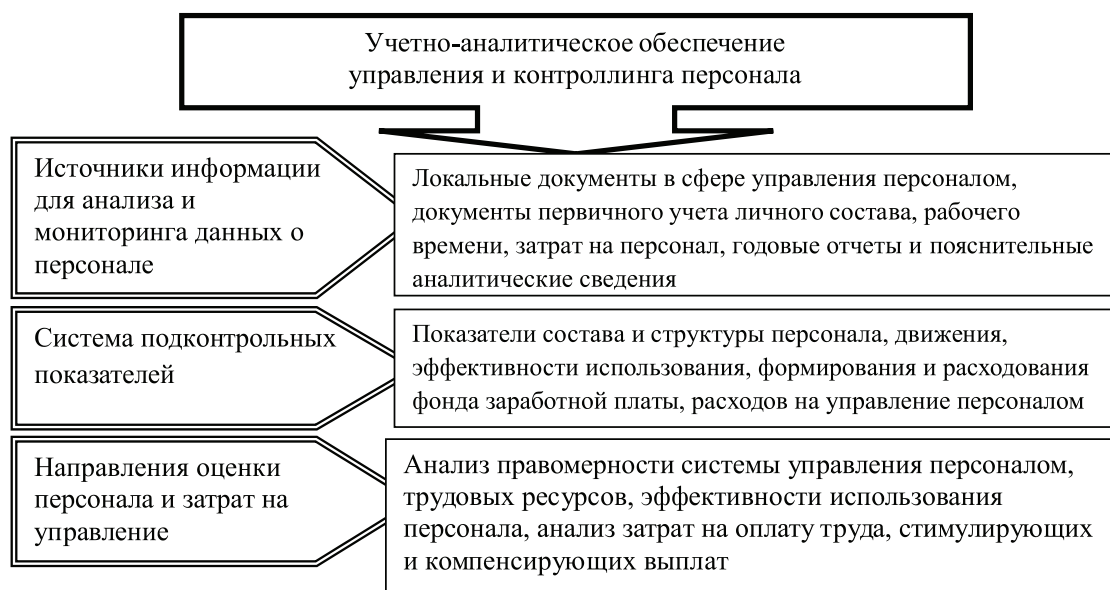 Учетно-аналитическое обеспечение
управления и контроллинга персонала
Источники информации
для анализа и
мониторинга данных о
персонале
Локальные документы в сфере управления персоналом,
документы первичного учета личного состава, рабочего
времени, затрат на персонал, годовые отчеты и пояснительные
аналитические сведения
Система подконтрольных
показателей
Показатели состава и структуры персонала, движения,
эффективности использования, формирования и расходования
фонда заработной платы, расходов на управление персоналом
Направления оценки
персонала и затрат на
управление
Анализ правомерности системы управления персоналом,
трудовых ресурсов, эффективности использования
персонала, анализ затрат на оплату труда, стимулирующих
и компенсирующих выплат